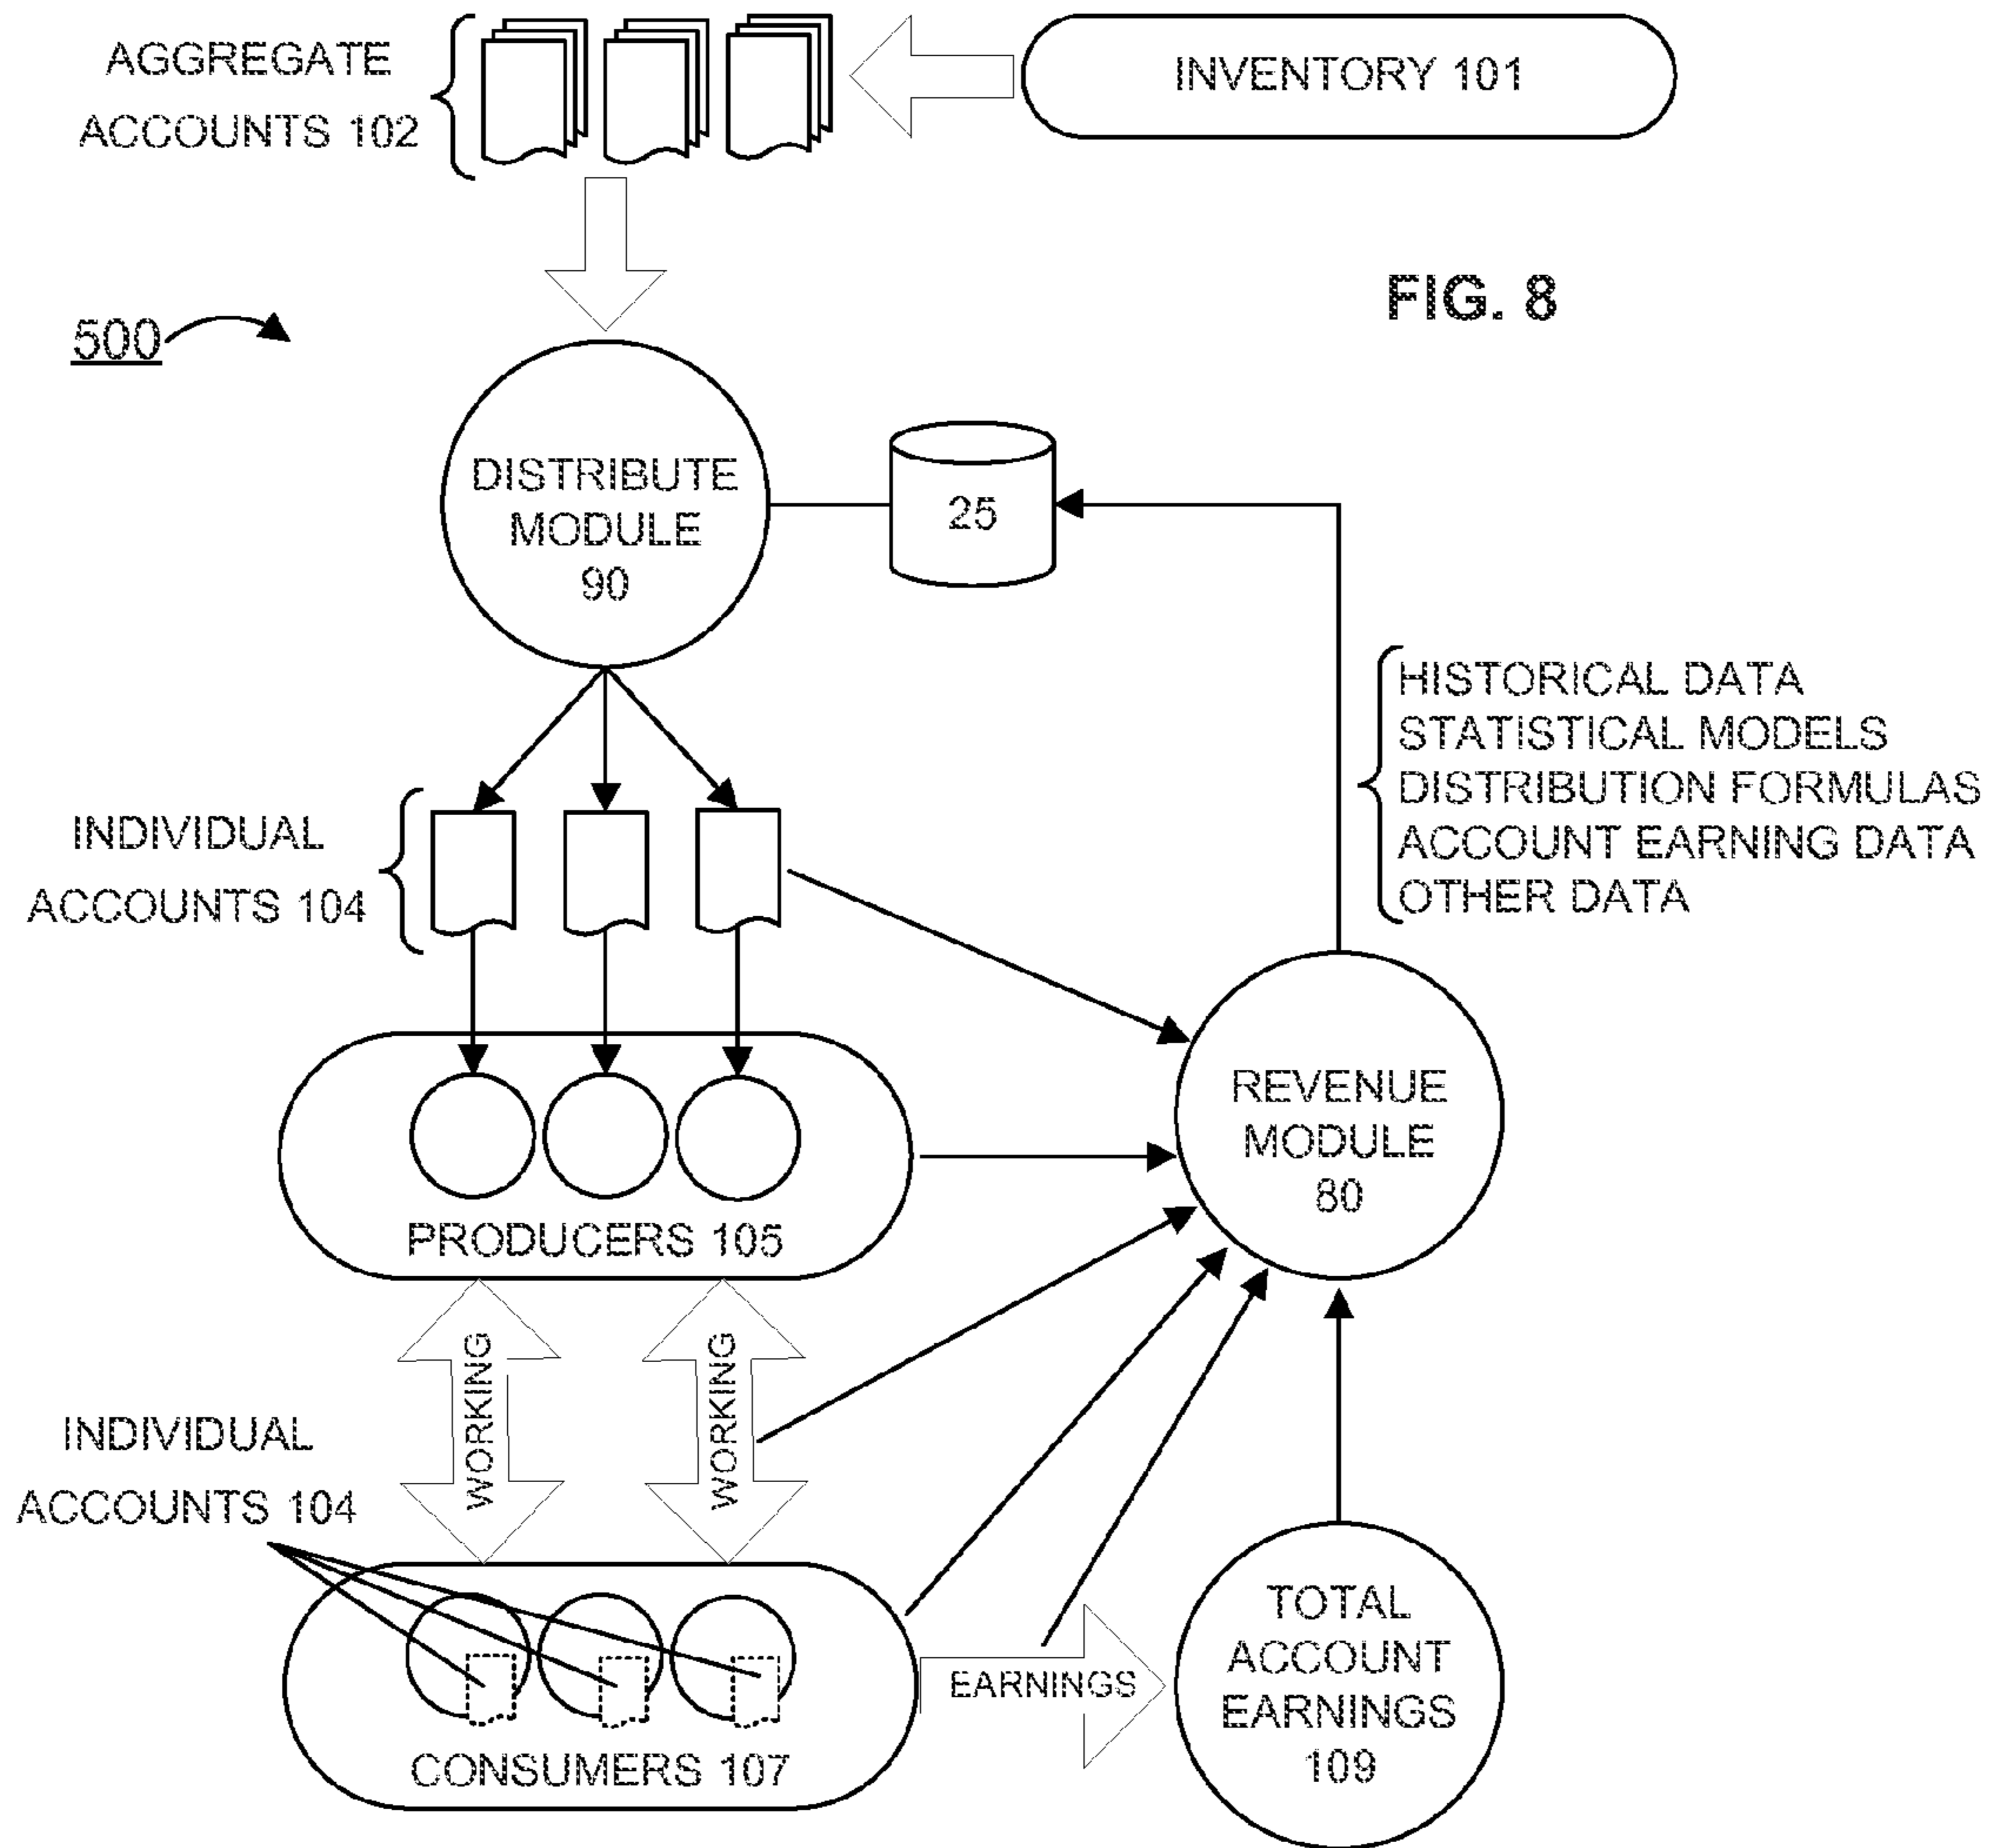 AGGREGATE
ACCOUNTS 102
INVENTORY 101
FIG. 8
500
DISTRIBUTE
MODULE
90
25
HISTORICAL DATA
STATISTICAL MODELS
DISTRIBUTION FORMULAS
ACCOUNT EARNING DATA
OTHER DATA
INDIVIDUAL
ACCOUNTS 104
REVENUE
MODULE
80
PRODUCERS 105
WORKING
WORKING
INDIVIDUAL
ACCOUNTS 104
EARNINGS
TOTAL
ACCOUNT
EARNINGS
109
CONSUMERS 107